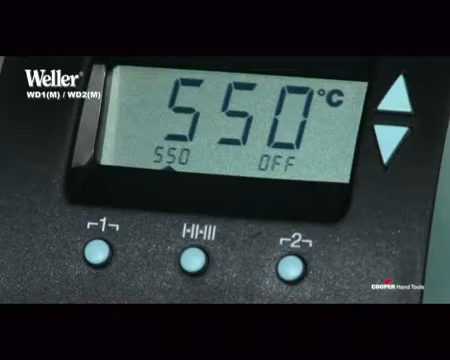 Weller®
WD1(M) / WD2(M)
550°C
550 OFF
1 I-II-III 2
COOPER Hand Tools